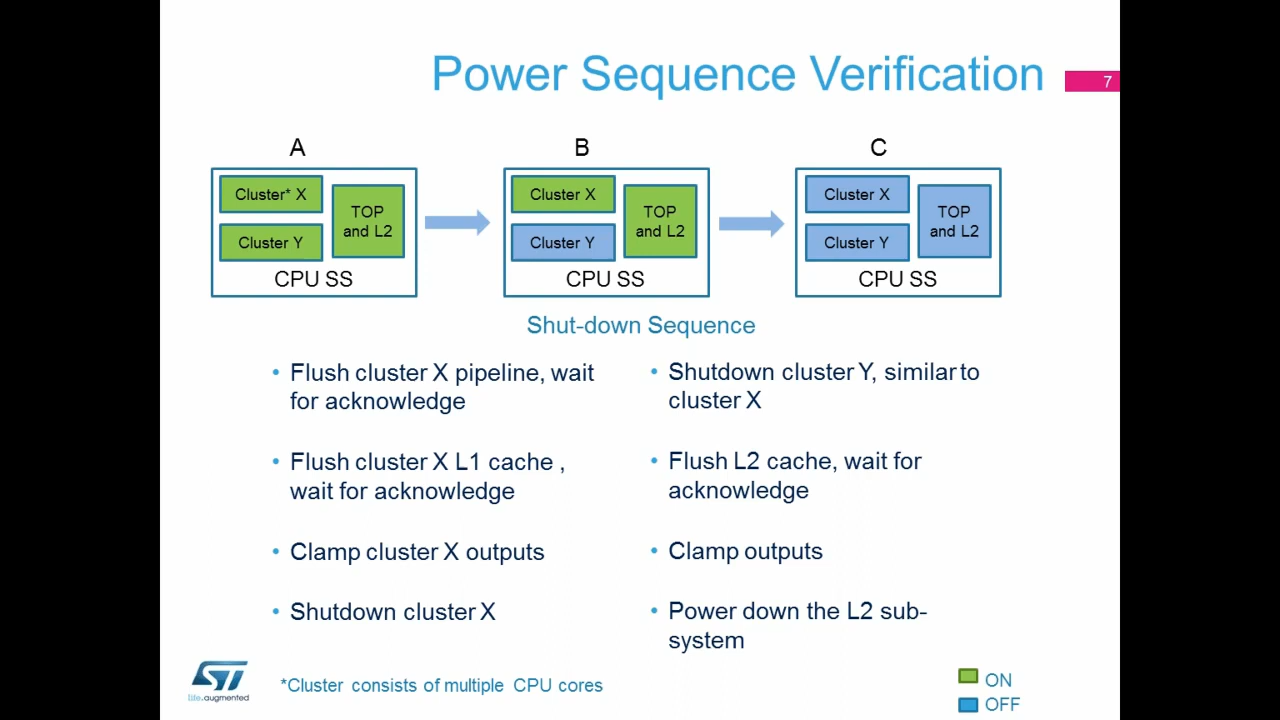 Power Sequence Verification
7
A
B
C
Cluster* X
Cluster Y
TOP
and L2
CPU SS
Cluster X
Cluster Y
TOP
and L2
CPU SS
Cluster X
Cluster Y
TOP
and L2
CPU SS
Shut-down Sequence
• Flush cluster X pipeline, wait
for acknowledge
• Flush cluster X L1 cache ,
wait for acknowledge
• Clamp cluster X outputs
• Shutdown cluster X
• Shutdown cluster Y, similar to
cluster X
• Flush L2 cache, wait for
acknowledge
• Clamp outputs
• Power down the L2 sub-
system
ST
life.augmented
*Cluster consists of multiple CPU cores
ON
OFF